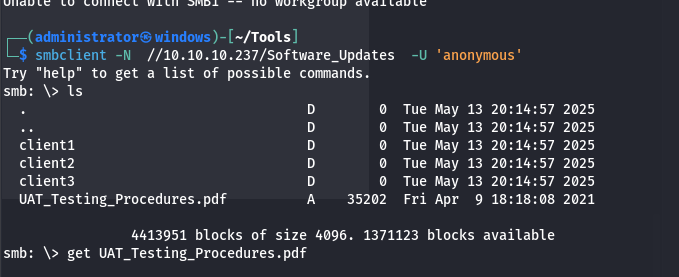 Unable to connect with SMB1 -- no workgroup available
┌──(administrator㉿windows)-[~/Tools]
└─$ smbclient -N  //10.10.10.237/Software_Updates  -U 'anonymous'
Try "help" to get a list of possible commands.
smb: \> ls
  .                                   D        0  Tue May 13 20:14:57 2025
  ..                                  D        0  Tue May 13 20:14:57 2025
  client1                             D        0  Tue May 13 20:14:57 2025
  client2                             D        0  Tue May 13 20:14:57 2025
  client3                             D        0  Tue May 13 20:14:57 2025
  UAT_Testing_Procedures.pdf          A    35202  Fri Apr  9 18:18:08 2021
                4413951 blocks of size 4096. 1371123 blocks available
smb: \> get UAT_Testing_Procedures.pdf